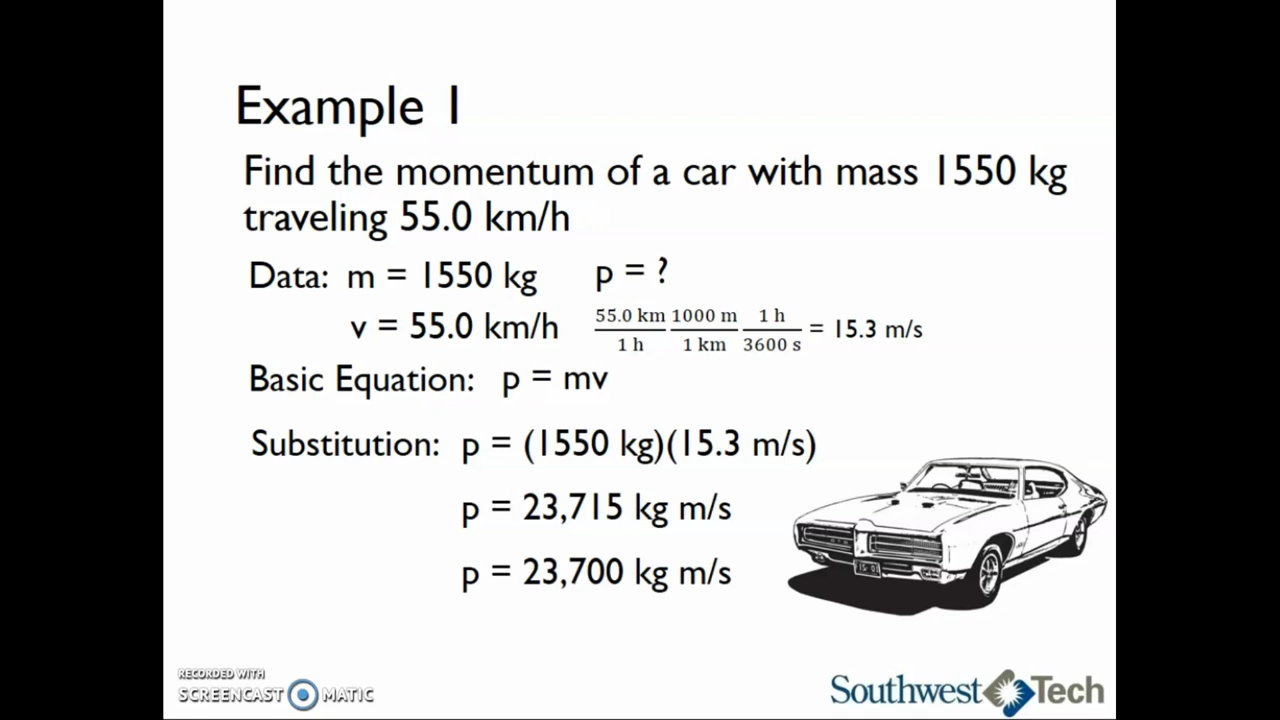 Example 1
Find the momentum of a car with mass 1550 kg
traveling 55.0 km/h
Data: m = 1550 kg p = ?
v = 55.0 km/h 55.0 km/1 h 1000 m/1 km 1 h/3600 s = 15.3 m/s
Basic Equation: p = mv
Substitution: p = (1550 kg)(15.3 m/s)
p = 23,715 kg m/s
p = 23,700 kg m/s
RECORDED WITH
SCREENCAST MATIC
Southwest Tech